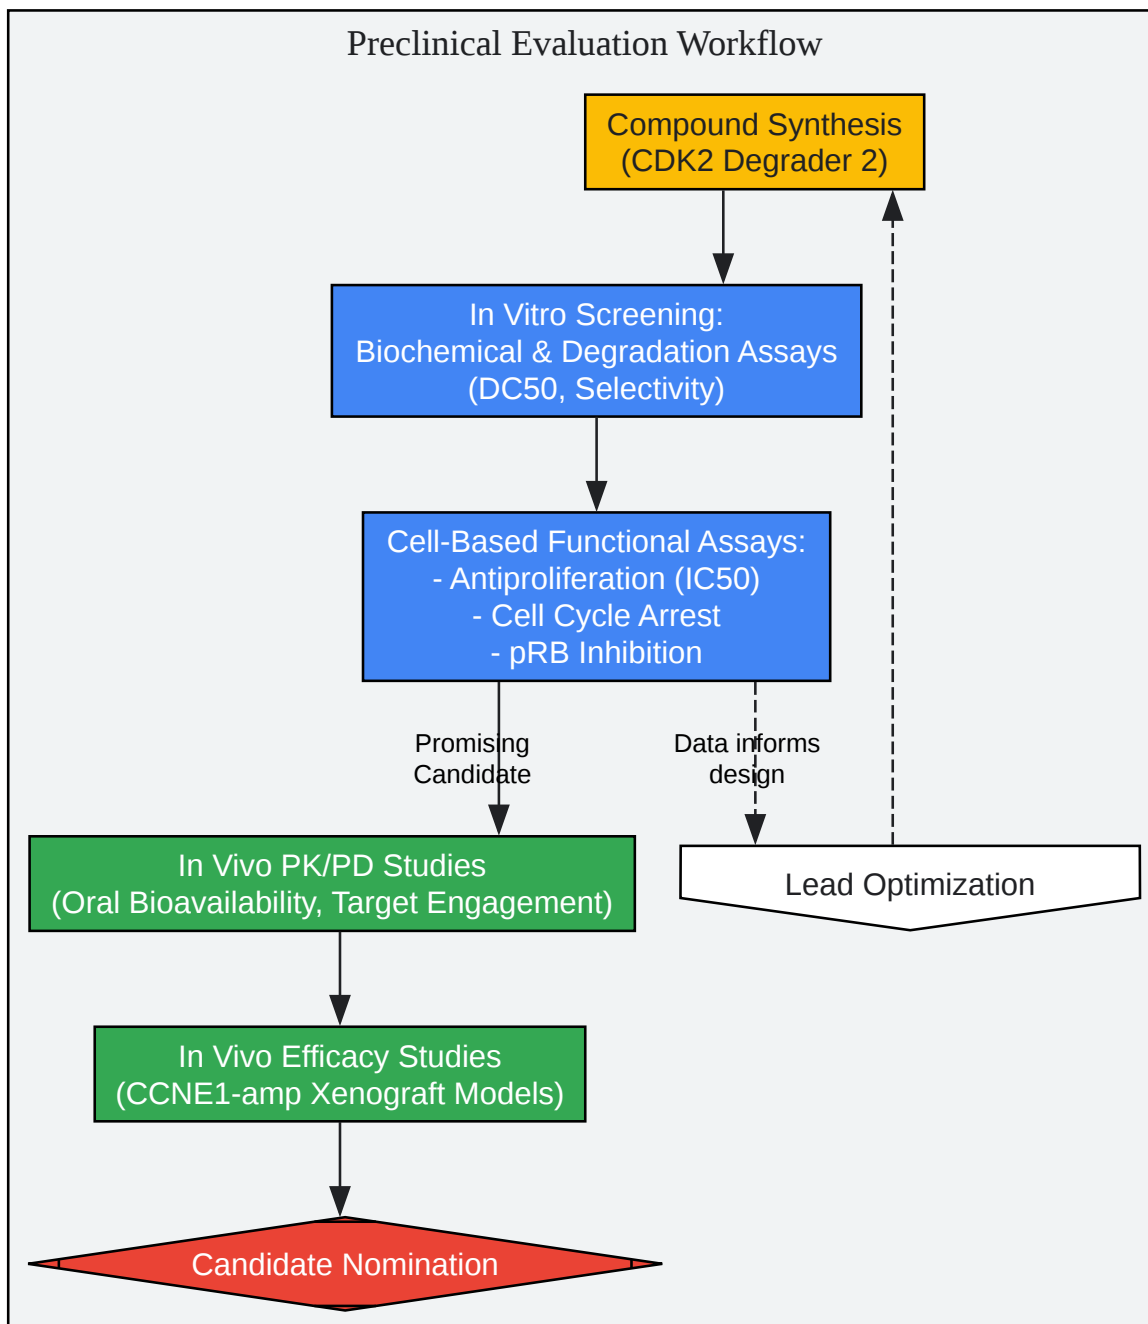 Preclinical Evaluation Workflow
Compound Synthesis
(CDK2 Degrader 2)
In Vitro Screening:
Biochemical & Degradation Assays
(DC50, Selectivity)
Cell-Based Functional Assays:
- Antiproliferation (IC50)
- Cell Cycle Arrest
- pRB Inhibition
Promising
Candidate
Data informs
design
In Vivo PK/PD Studies
(Oral Bioavailability, Target Engagement)
Lead Optimization
In Vivo Efficacy Studies
(CCNE1-amp Xenograft Models)
Candidate Nomination